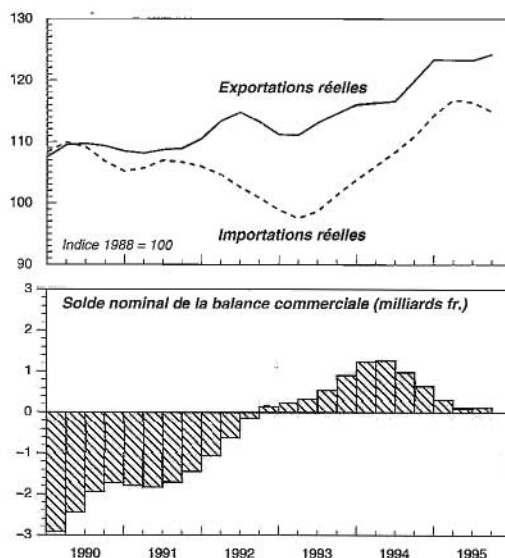 130
120
Exportations réelles
110
100
Importations réelles
Indice 1988 = 100
90
3
Solde nominal de la balance commerciale (milliards fr.)
2
1
0
-1
-2
-3
1990 1991 1992 1993 1994 1995